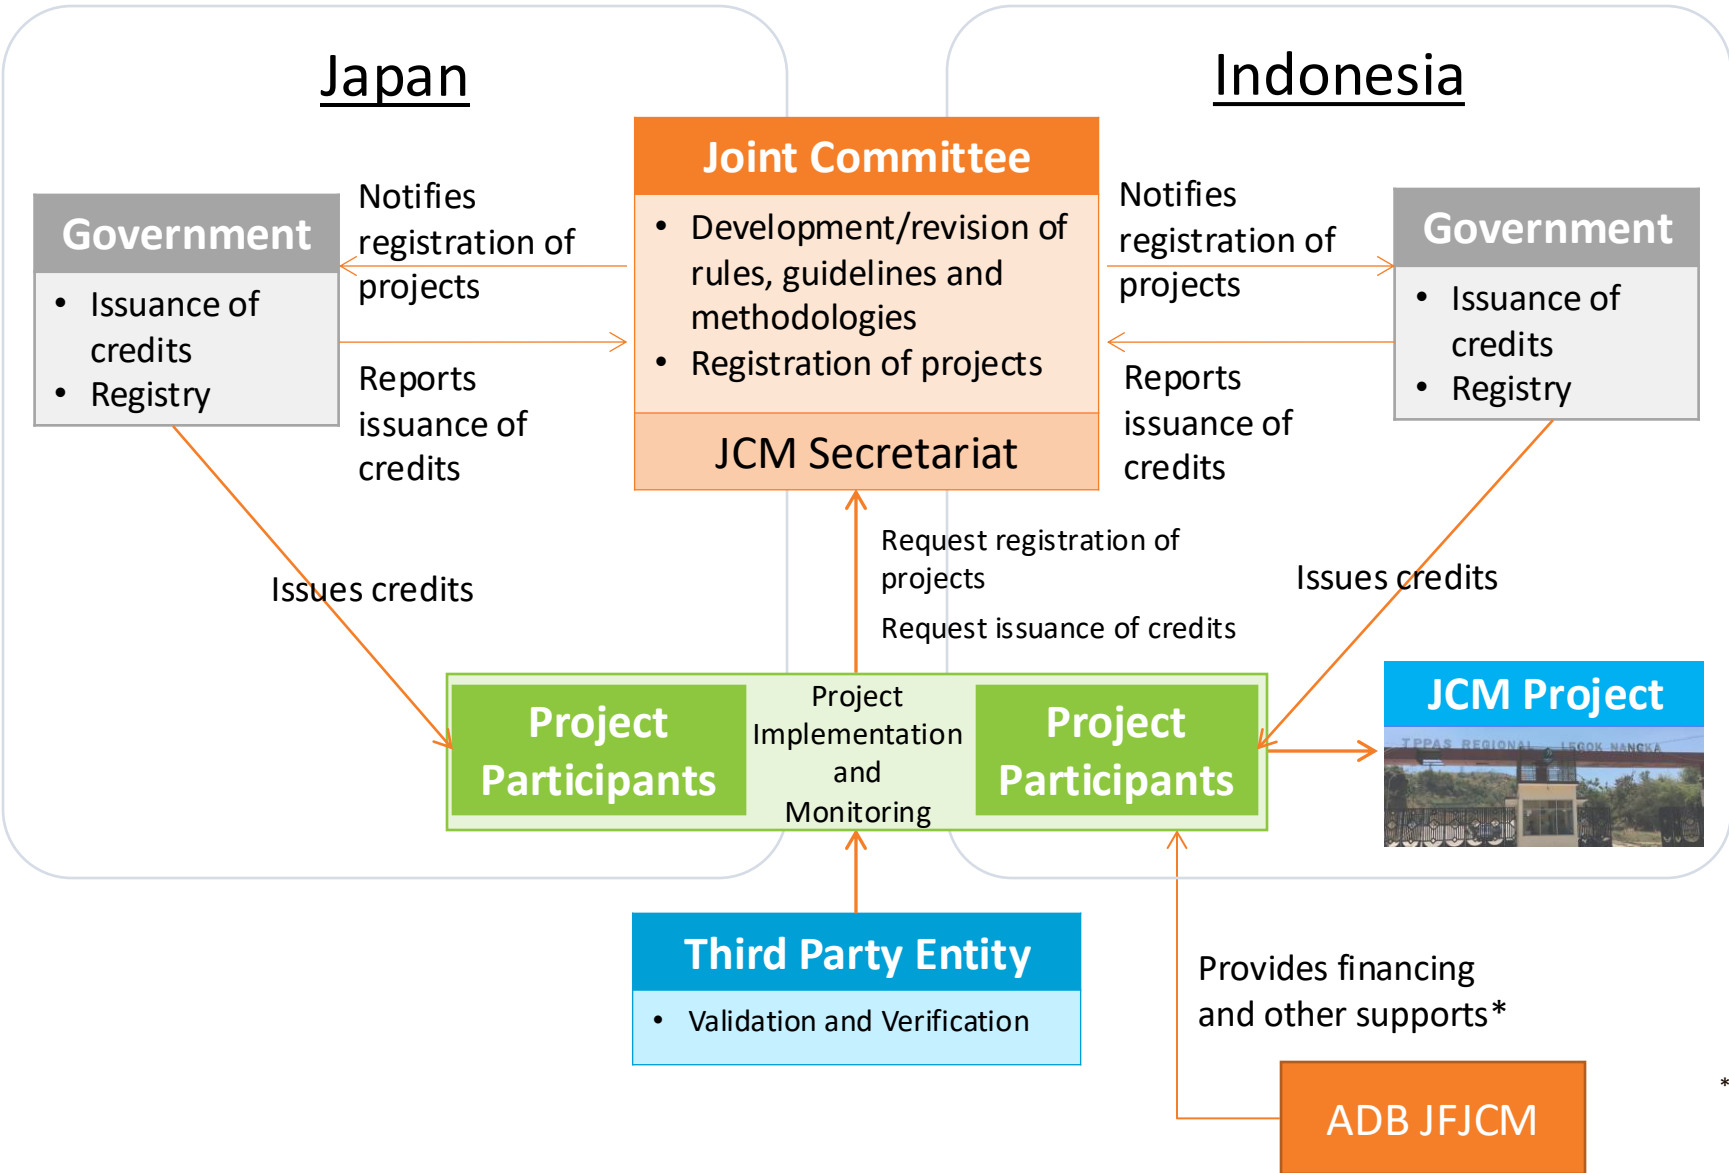 Japan
Indonesia
Joint Committee
• Development/revision of
rules, guidelines and
methodologies
• Registration of projects
JCM Secretariat
Government
• Issuance of
credits
• Registry
Notifies
registration of
projects
Reports
issuance of
credits
Notifies
registration of
projects
Reports
issuance of
credits
Government
• Issuance of
credits
• Registry
Issues credits
Request registration of
projects
Request issuance of credits
Issues credits
Project
Participants
Project
Implementation
and
Monitoring
Project
Participants
JCM Project
TPPAS REGIONAL LEGOK NANGKA
Third Party Entity
• Validation and Verification
Provides financing
and other supports*
ADB JFJCM
*